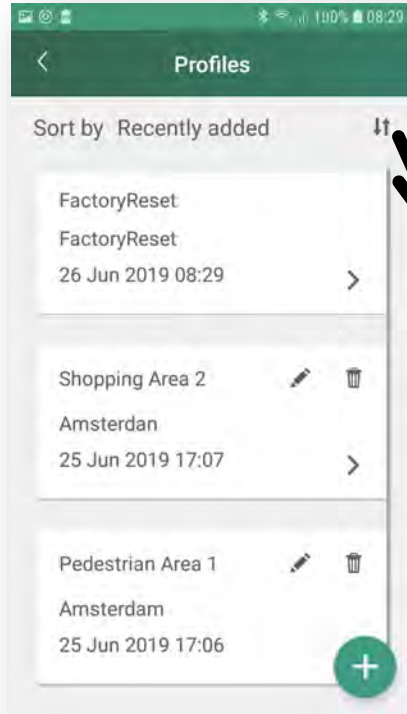 100% 08:29
Profiles
Sort by Recently added
FactoryReset
FactoryReset
26 Jun 2019 08:29
Shopping Area 2
Amsterdan
25 Jun 2019 17:07
Pedestrian Area 1
Amsterdam
25 Jun 2019 17:06